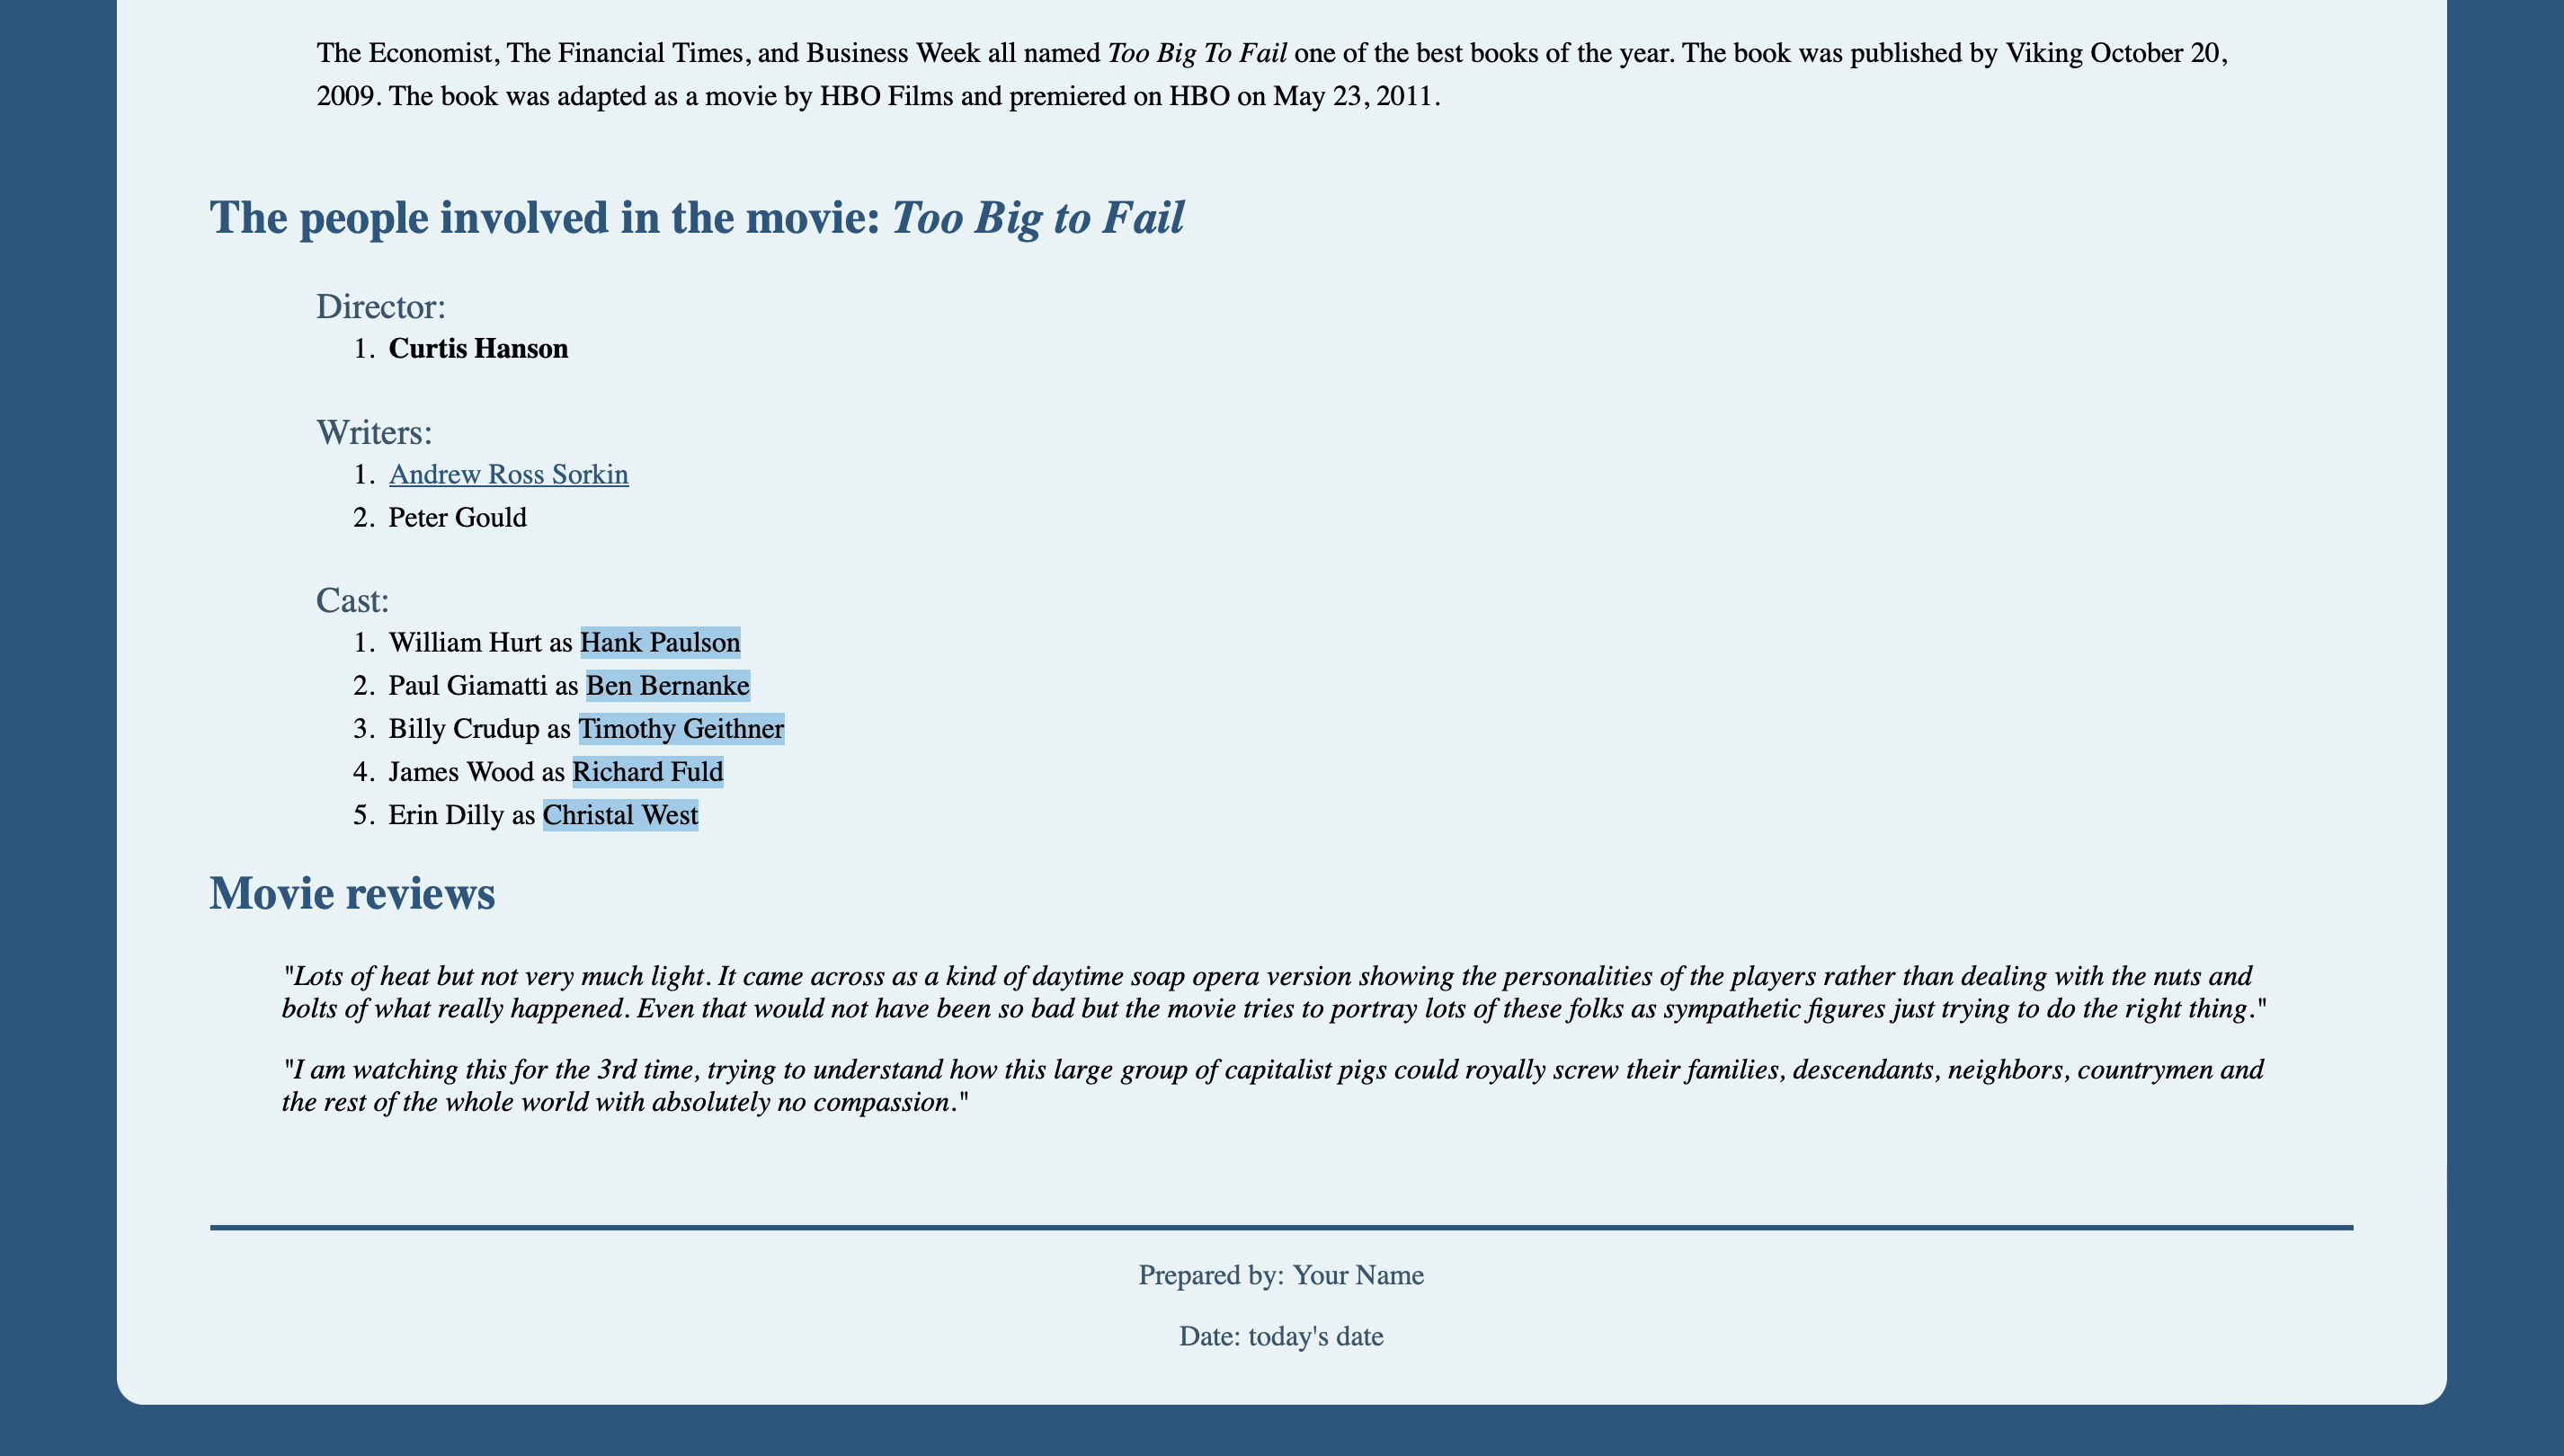 The Economist, The Financial Times, and Business Week all named Too Big To Fail one of the best books of the year. The book was published by Viking October 20,
2009. The book was adapted as a movie by HBO Films and premiered on HBO on May 23, 2011.
The people involved in the movie: Too Big to Fail
Director:
1. Curtis Hanson
Writers:
1. Andrew Ross Sorkin
2. Peter Gould
Cast:
1. William Hurt as Hank Paulson
2. Paul Giamatti as Ben Bernanke
3. Billy Crudup as Timothy Geithner
4. James Wood as Richard Fuld
5. Erin Dilly as Christal West
Movie reviews
"Lots of heat but not very much light. It came across as a kind of daytime soap opera version showing the personalities of the players rather than dealing with the nuts and
bolts of what really happened. Even that would not have been so bad but the movie tries to portray lots of these folks as sympathetic figures just trying to do the right thing."
"I am watching this for the 3rd time, trying to understand how this large group of capitalist pigs could royally screw their families, descendants, neighbors, countrymen and
the rest of the whole world with absolutely no compassion."
Prepared by: Your Name
Date: today's date